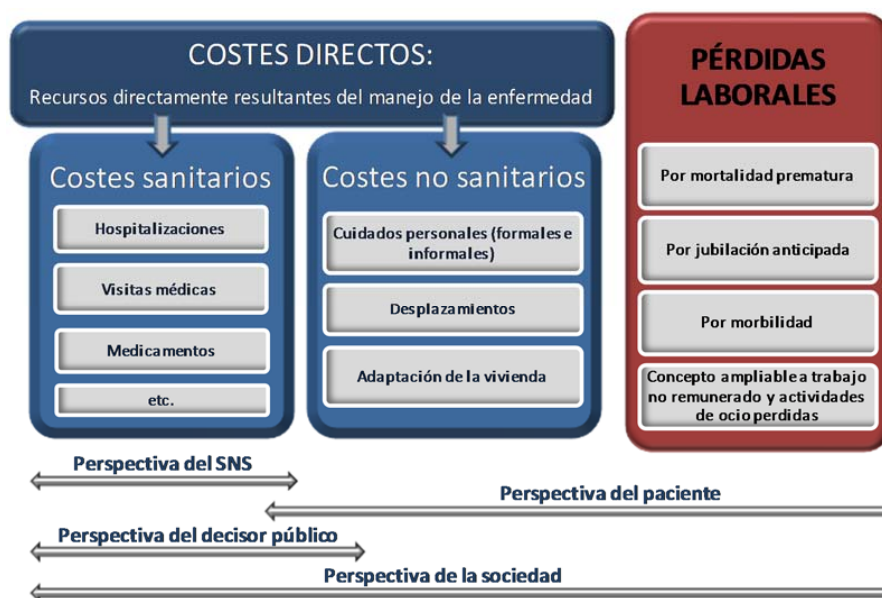 COSTES DIRECTOS:
Recursos directamente resultantes del manejo de la enfermedad
Costes sanitarios
Hospitalizaciones
Visitas médicas
Medicamentos
etc.
Costes no sanitarios
Cuidados personales (formales e
informales)
Desplazamientos
Adaptación de la vivienda
PÉRDIDAS
LABORALES
Por mortalidad prematura
Por jubilación anticipada
Por morbilidad
Concepto ampliable a trabajo
no remunerado y actividades
de ocio perdidas
Perspectiva del SNS
Perspectiva del paciente
Perspectiva del decisor público
Perspectiva de la sociedad